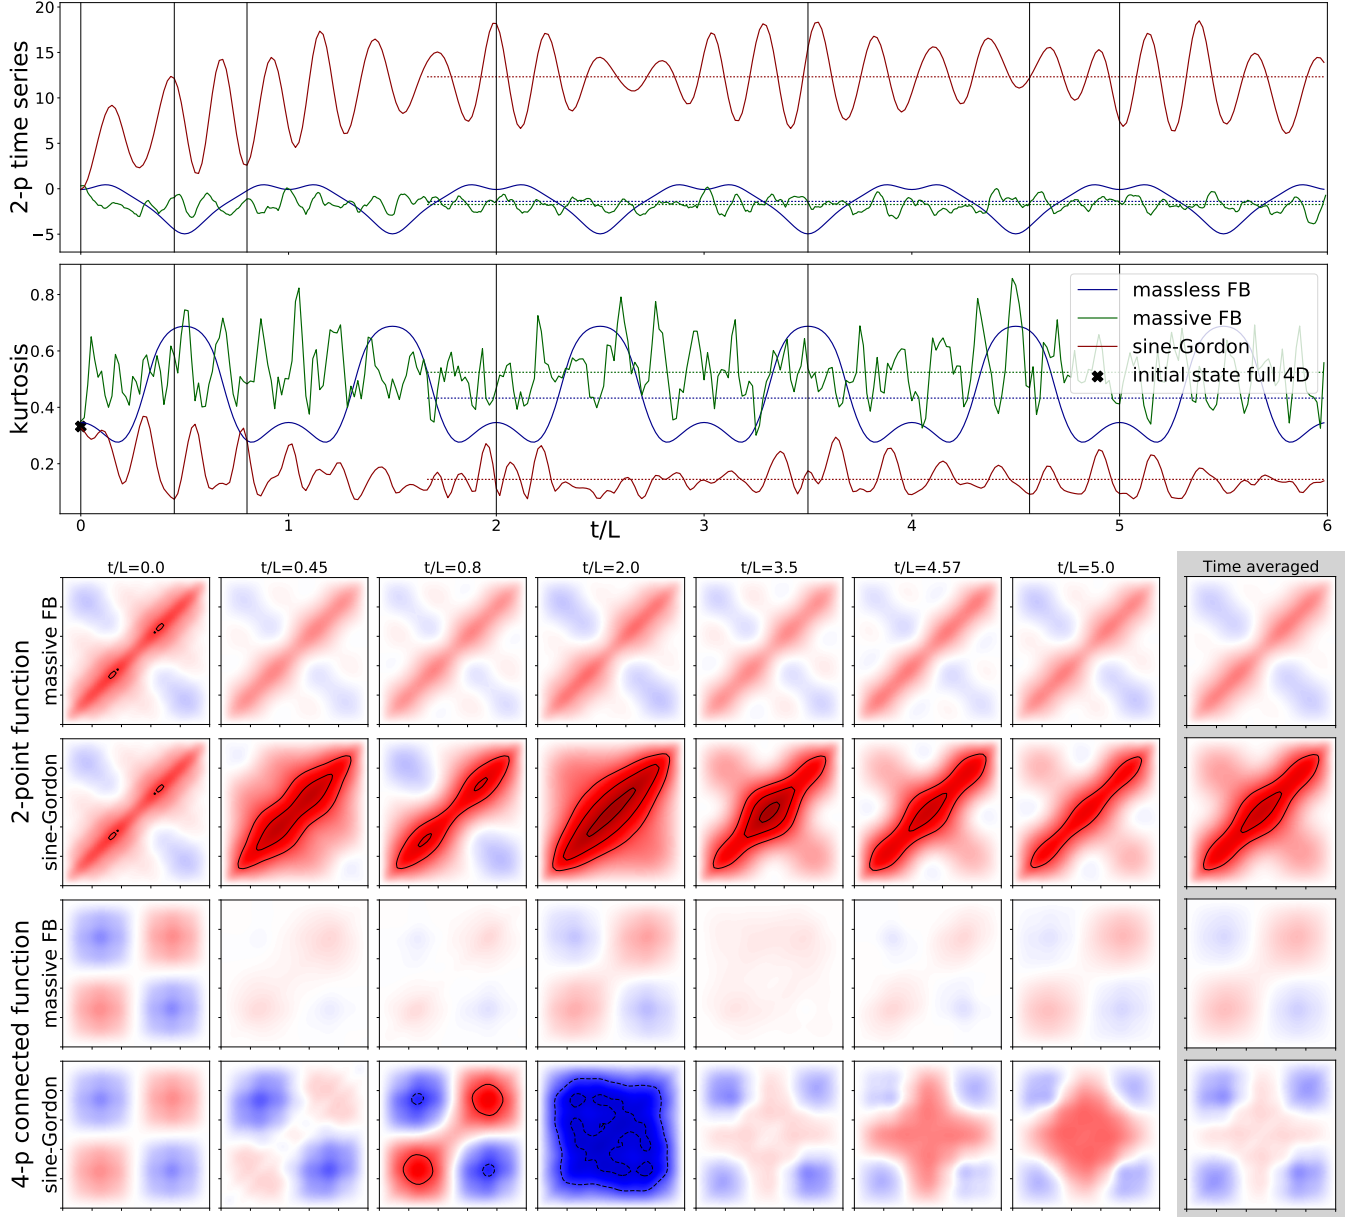 20
15
10
5
0
−5
2-p time series
0.8
0.6
0.4
0.2
kurtosis
massless FB
massive FB
sine-Gordon
initial state full 4D
0 1 2 3 4 5 6
t/L
t/L=0.0 t/L=0.45 t/L=0.8 t/L=2.0 t/L=3.5 t/L=4.57 t/L=5.0 Time averaged
2-point function
massive FB
sine-Gordon
4-p connected function
massive FB
sine-Gordon